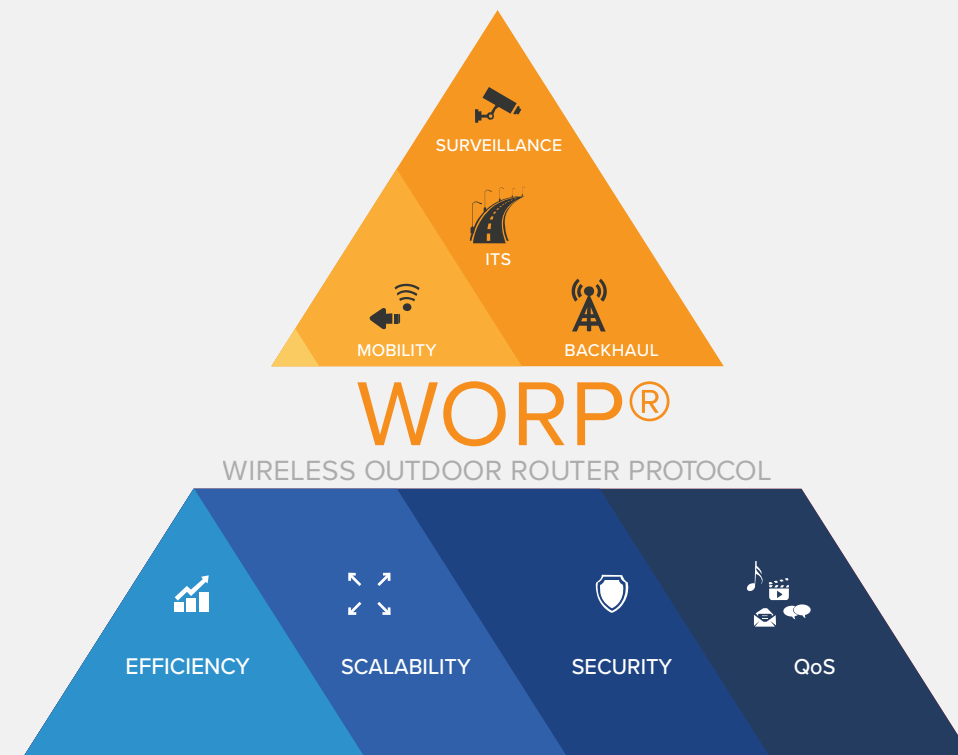 SURVEILLANCE
ITS
MOBILITY
BACKHAUL
WORP®
WIRELESS OUTDOOR ROUTER PROTOCOL
EFFICIENCY
SCALABILITY
SECURITY
QoS